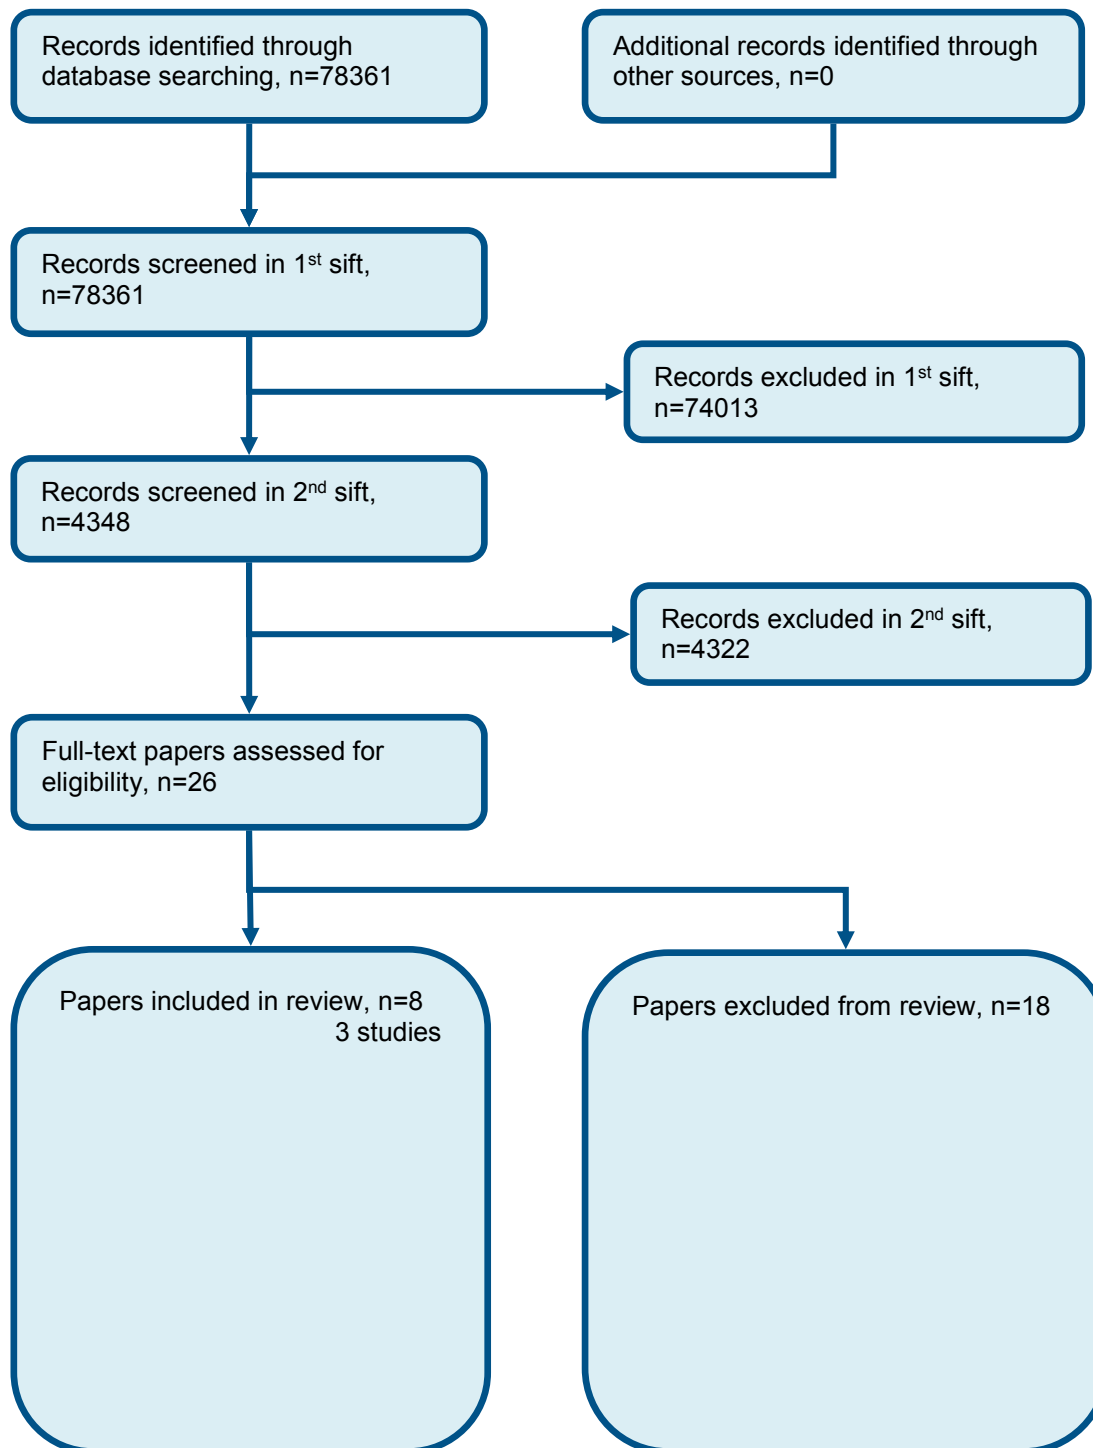 Records identified through
database searching, n=78361
Additional records identified through
other sources, n=0
Records screened in 1st sift,
n=78361
Records excluded in 1st sift,
n=74013
Records screened in 2nd sift,
n=4348
Records excluded in 2nd sift,
n=4322
Full-text papers assessed for
eligibility, n=26
Papers included in review, n=8
3 studies
Papers excluded from review, n=18